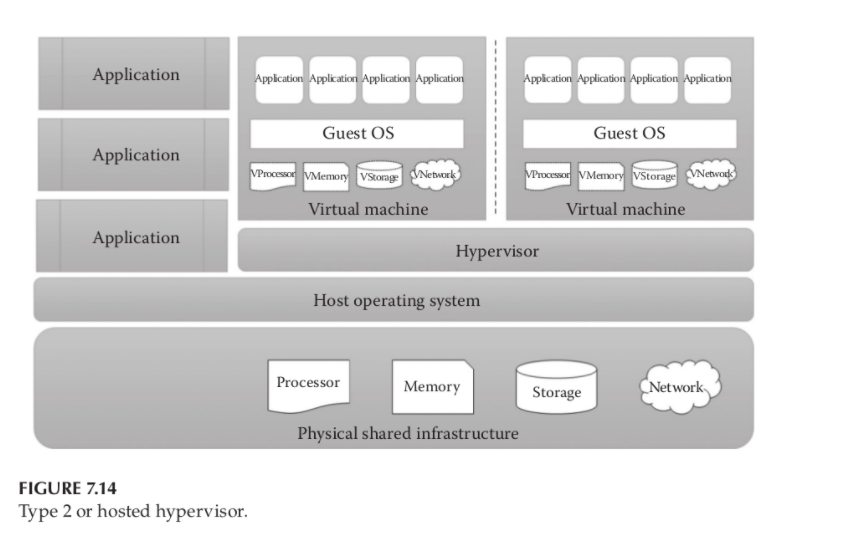 Application
Application
Application
Application Application Application Application
Guest OS
VProcessor VMemory VStorage VNetwork
Virtual machine
Application Application Application Application
Guest OS
VProcessor VMemory VStorage VNetwork
Virtual machine
Hypervisor
Host operating system
Processor
Memory
Storage
Network
Physical shared infrastructure
FIGURE 7.14
Type 2 or hosted hypervisor.